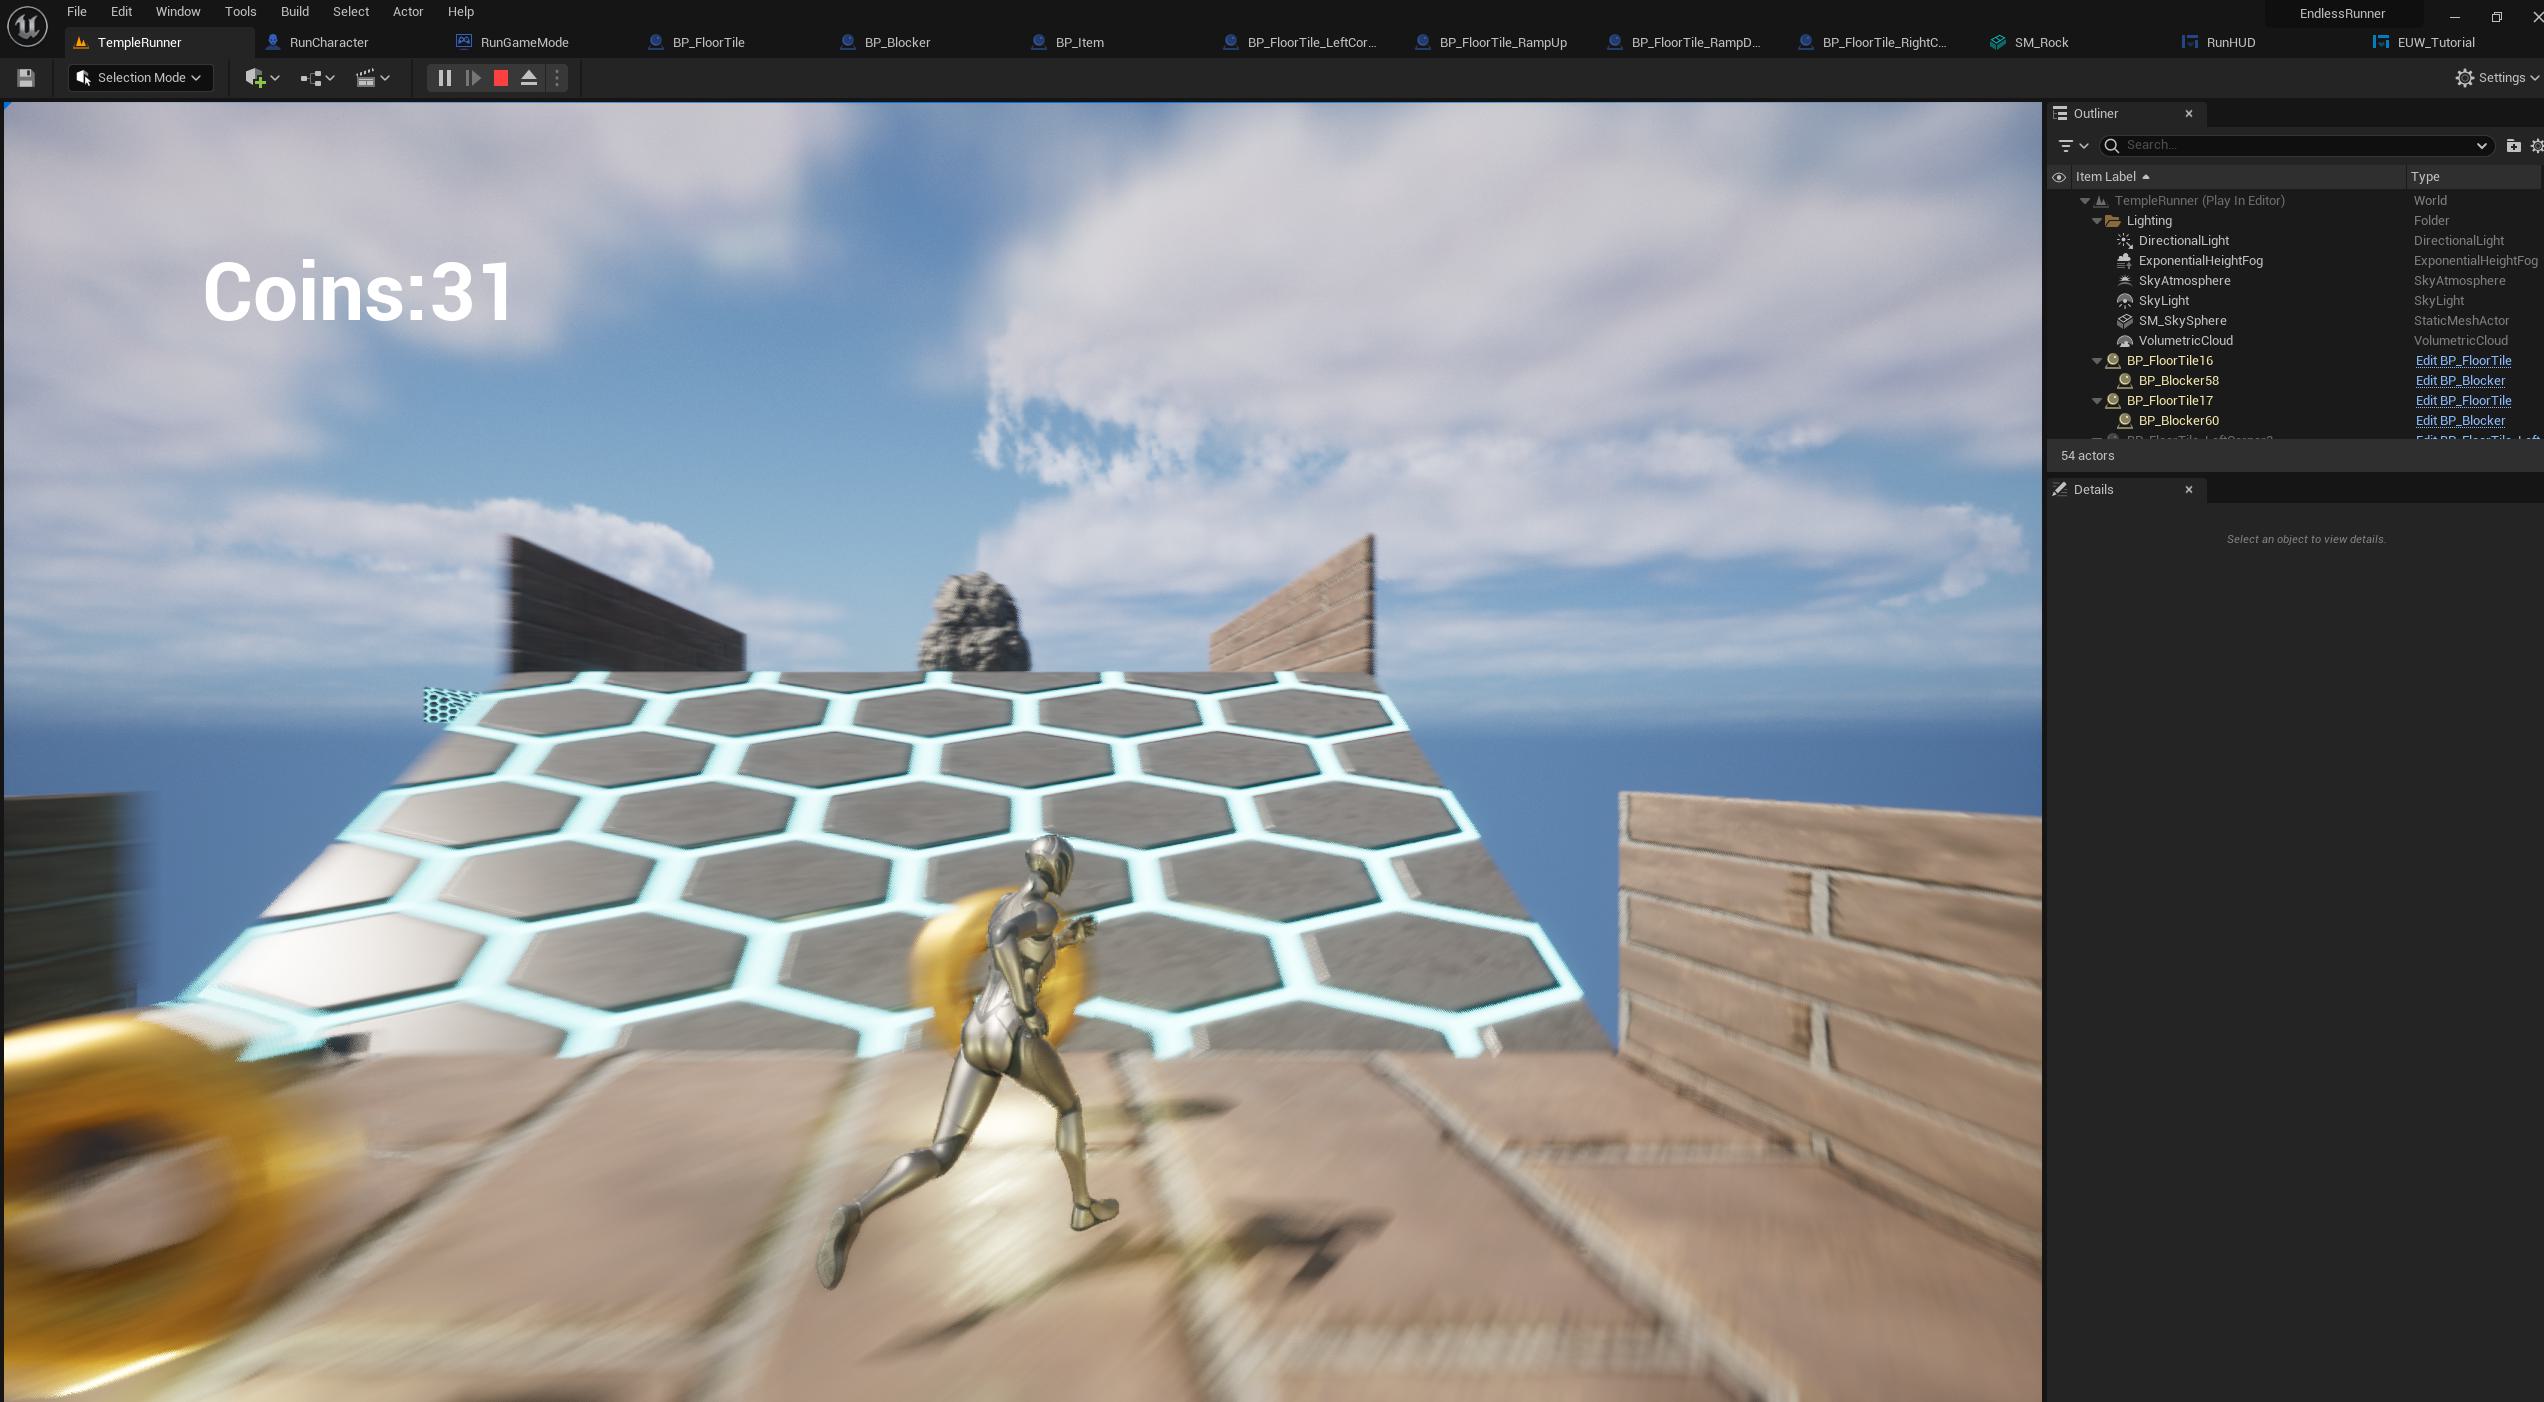 File Edit Window Tools Build Select Actor Help
EndlessRunner
TempleRunner RunCharacter RunGameMode BP_FloorTile BP_Blocker BP_Item BP_FloorTile_LeftCor... BP_FloorTile_RampUp BP_FloorTile_RampD... BP_FloorTile_RightC... SM_Rock RunHUD EUW_Tutorial
Selection Mode
Settings
Coins:31
Outliner
Search...
Item Label Type
TempleRunner (Play In Editor) World
Lighting Folder
DirectionalLight DirectionalLight
ExponentialHeightFog ExponentialHeightFog
SkyAtmosphere SkyAtmosphere
SkyLight SkyLight
SM_SkySphere StaticMeshActor
VolumetricCloud VolumetricCloud
BP_FloorTile16 Edit BP_FloorTile
BP_Blocker58 Edit BP_Blocker
BP_FloorTile17 Edit BP_FloorTile
BP_Blocker60 Edit BP_Blocker
54 actors
Details
Select an object to view details.